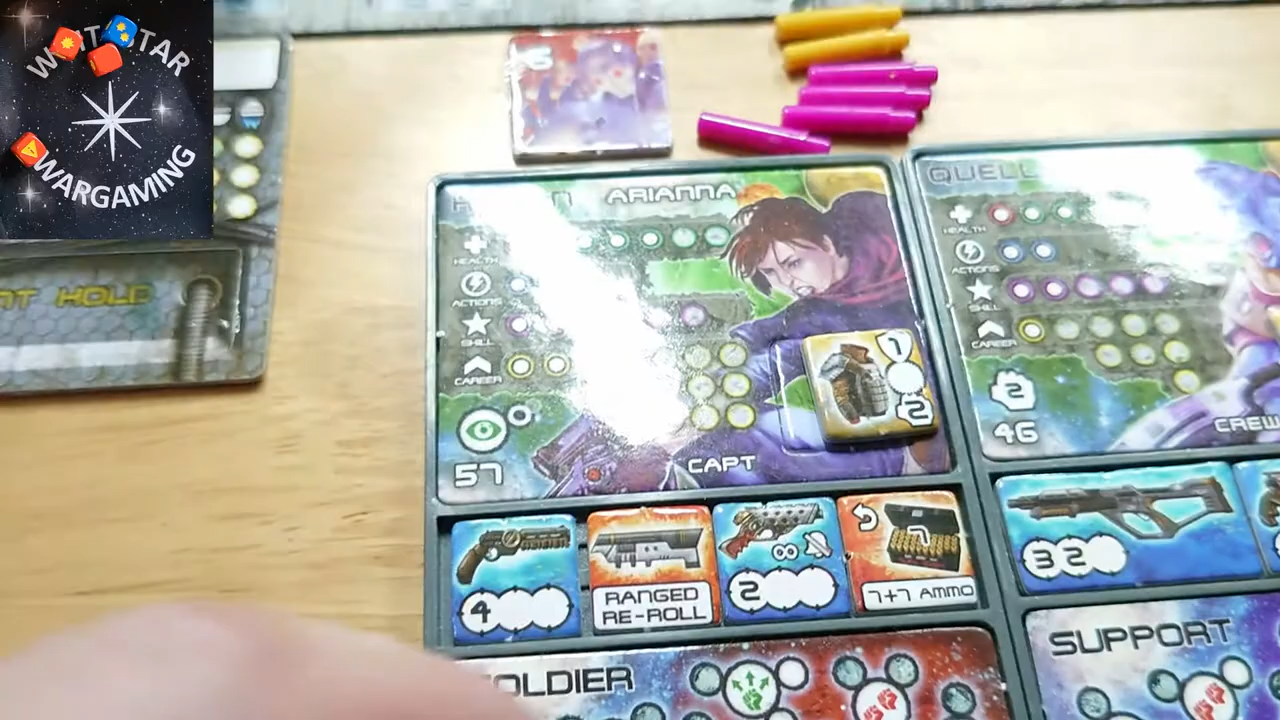 WARGAMING
NT HOLD
ARIANNA
HEALTH
ACTIONS
SKILL
CAREER
57
CAPT
1
2
4
RANGED
RE-ROLL
2
∞
7
7+7 AMMO
SOLDIER
QUELL
HEALTH
ACTIONS
SKILL
CAREER
2
46
CREW
3 2
SUPPORT